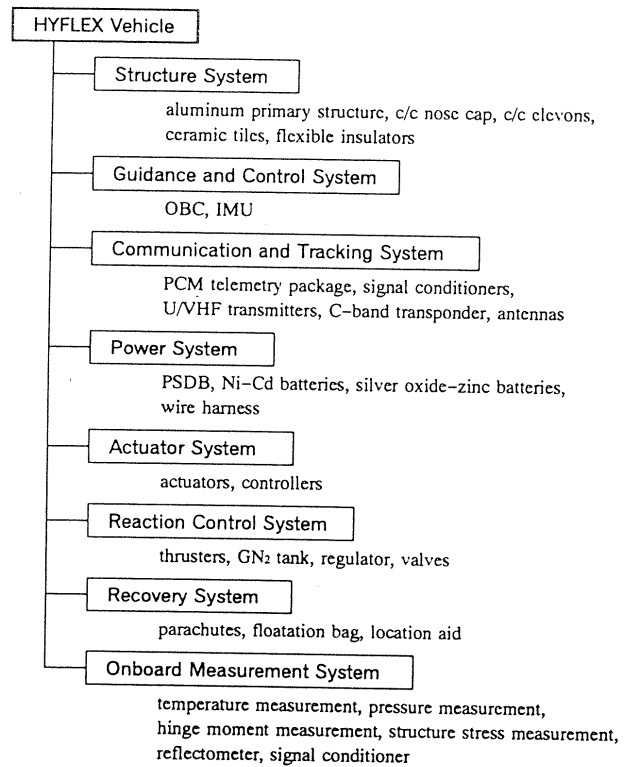 HYFLEX Vehicle
Structure System
aluminum primary structure, c/c nose cap, c/c elevons,
ceramic tiles, flexible insulators
Guidance and Control System
OBC, IMU
Communication and Tracking System
PCM telemetry package, signal conditioners,
U/VHF transmitters, C-band transponder, antennas
Power System
PSDB, Ni-Cd batteries, silver oxide-zinc batteries,
wire harness
Actuator System
actuators, controllers
Reaction Control System
thrusters, GN₂ tank, regulator, valves
Recovery System
parachutes, floatation bag, location aid
Onboard Measurement System
temperature measurement, pressure measurement,
hinge moment measurement, structure stress measurement,
reflectometer, signal conditioner